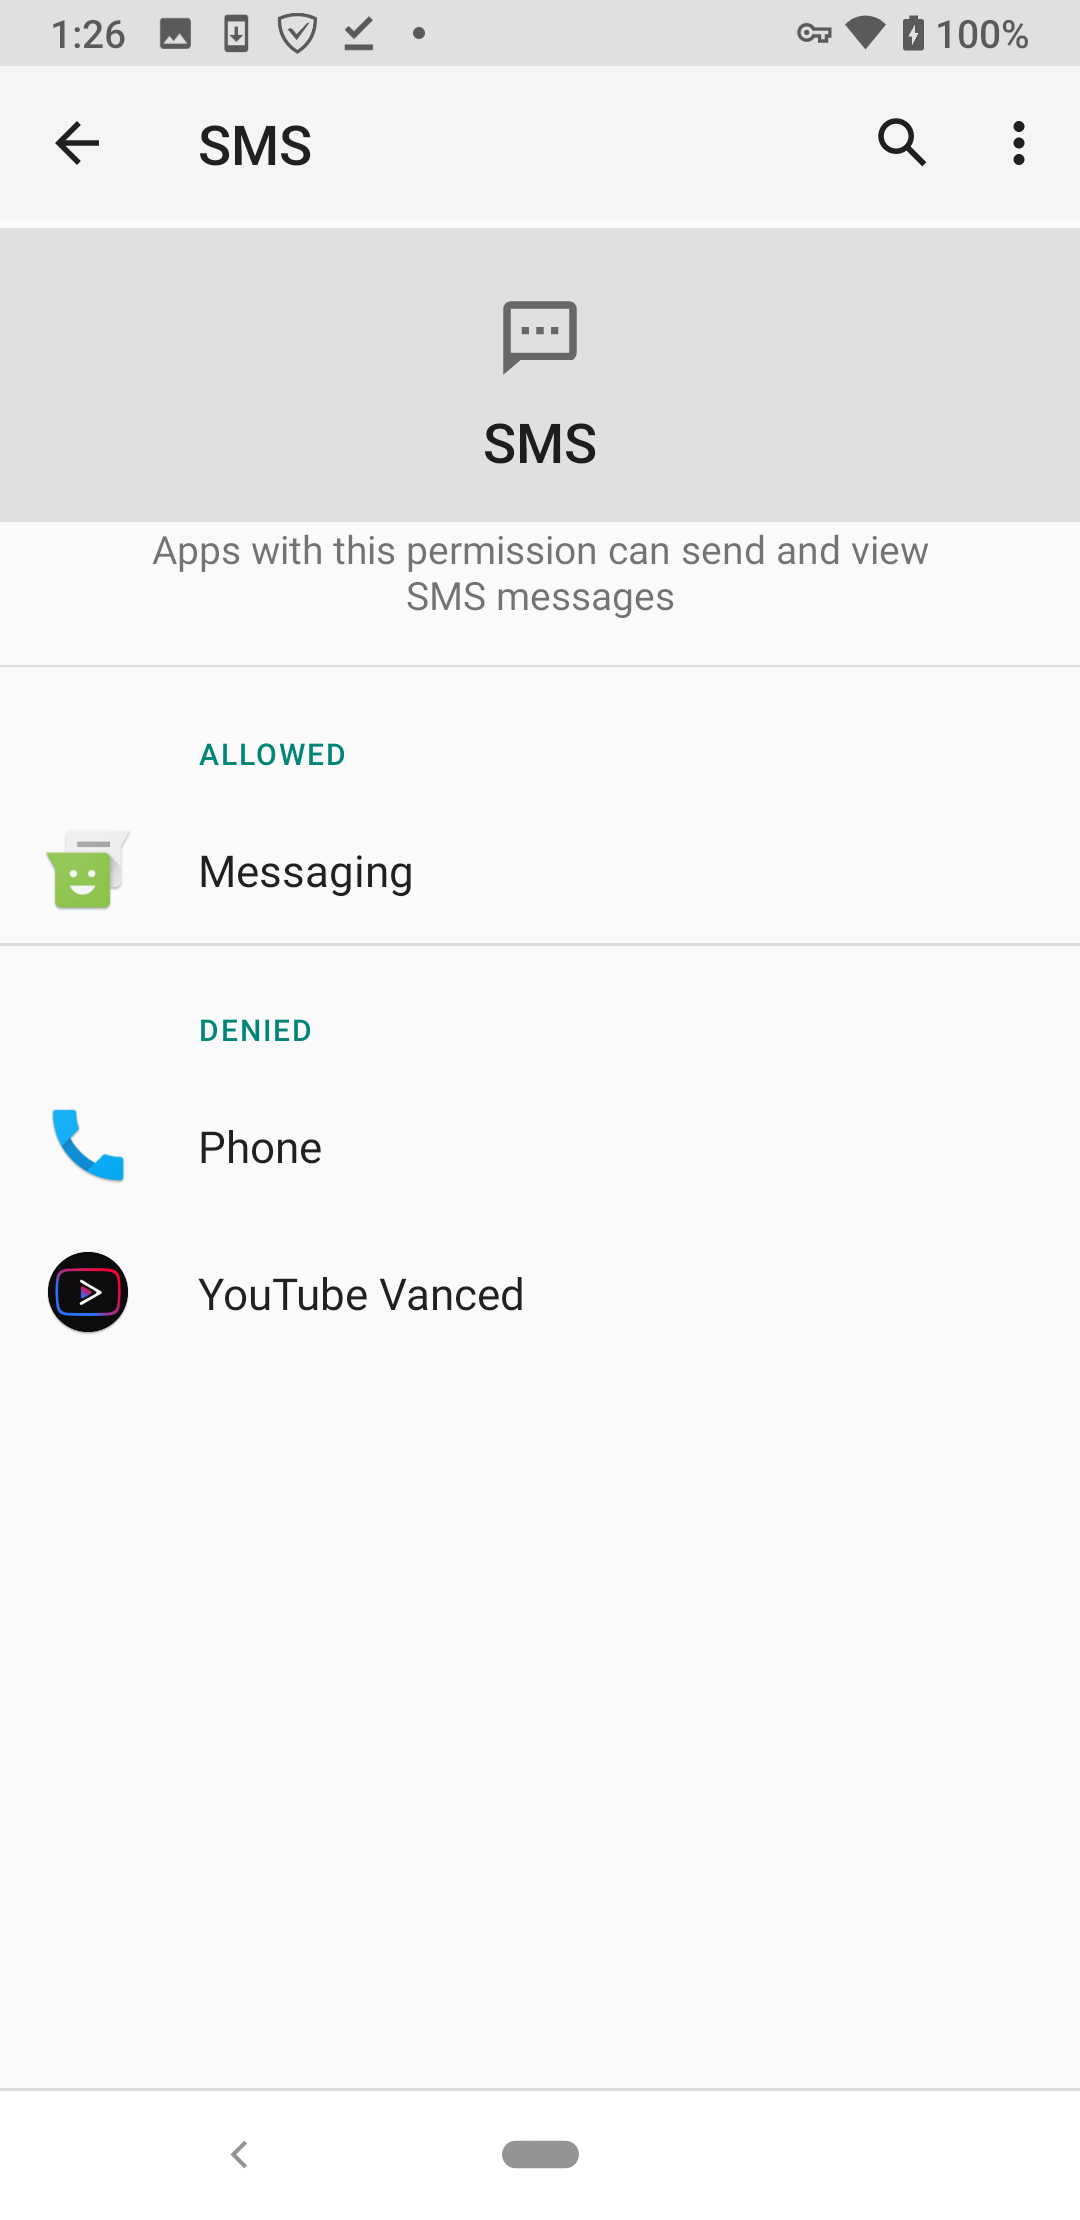 1:26
100%
SMS
SMS
Apps with this permission can send and view
SMS messages
ALLOWED
Messaging
DENIED
Phone
YouTube Vanced